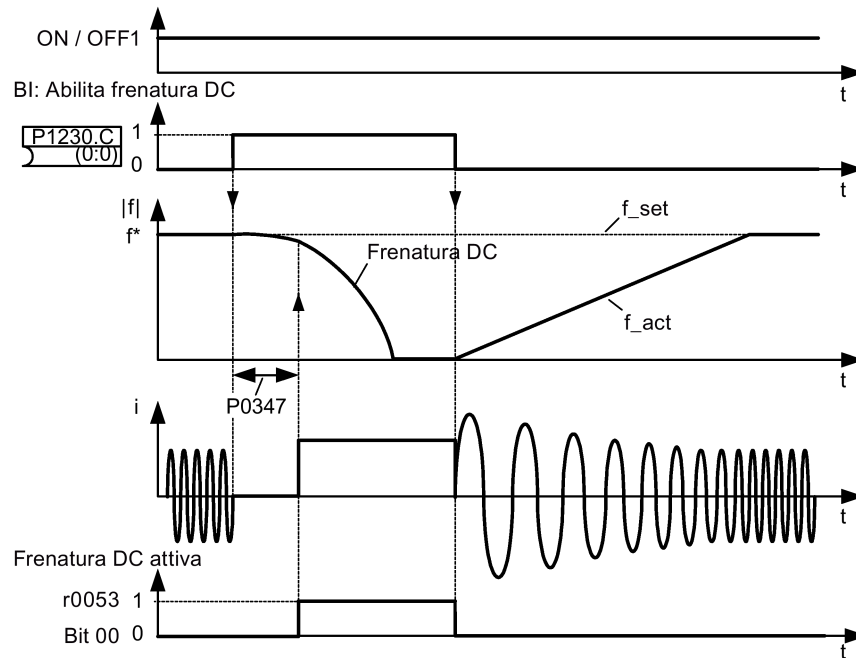 ON / OFF1
t
BI: Abilita frenatura DC
P1230.C
(0:0)
1
0
t
|f|
f*
f_set
Frenatura DC
f_act
t
P0347
i
t
Frenatura DC attiva
r0053 1
Bit 00 0
t